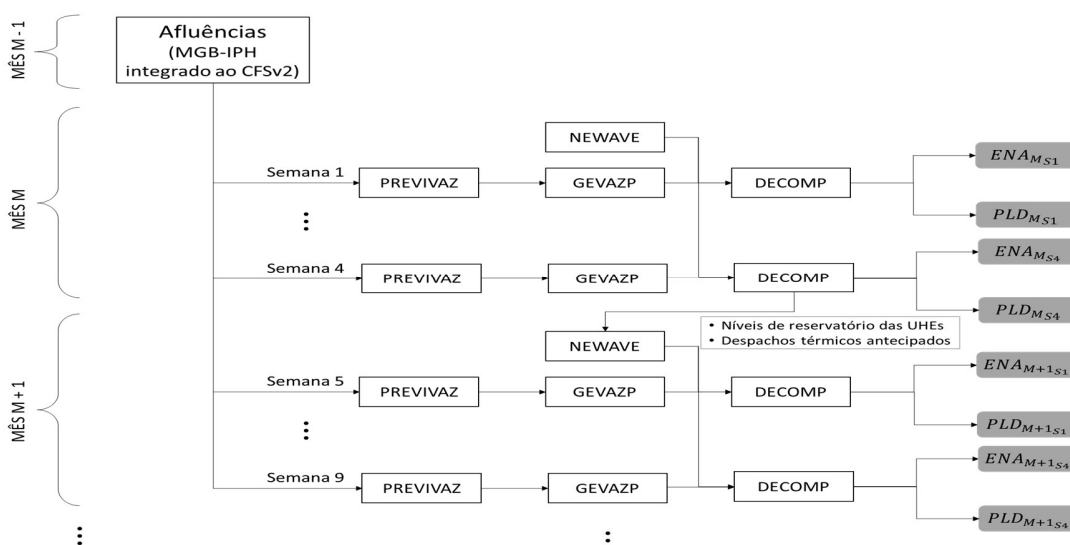 MÊS M - 1
Afluências
(MGB-IPH
integrado ao CFSv2)
MÊS M
NEWAVE
Semana 1
PREVIVAZ
GEVAZP
DECOMP
ENA_{M_{S1}}
PLD_{M_{S1}}
Semana 4
PREVIVAZ
GEVAZP
DECOMP
ENA_{M_{S4}}
PLD_{M_{S4}}
• Níveis de reservatório das UHEs
• Despachos térmicos antecipados
MÊS M + 1
NEWAVE
Semana 5
PREVIVAZ
GEVAZP
DECOMP
ENA_{M+1_{S1}}
PLD_{M+1_{S1}}
Semana 9
PREVIVAZ
GEVAZP
DECOMP
ENA_{M+1_{S4}}
PLD_{M+1_{S4}}